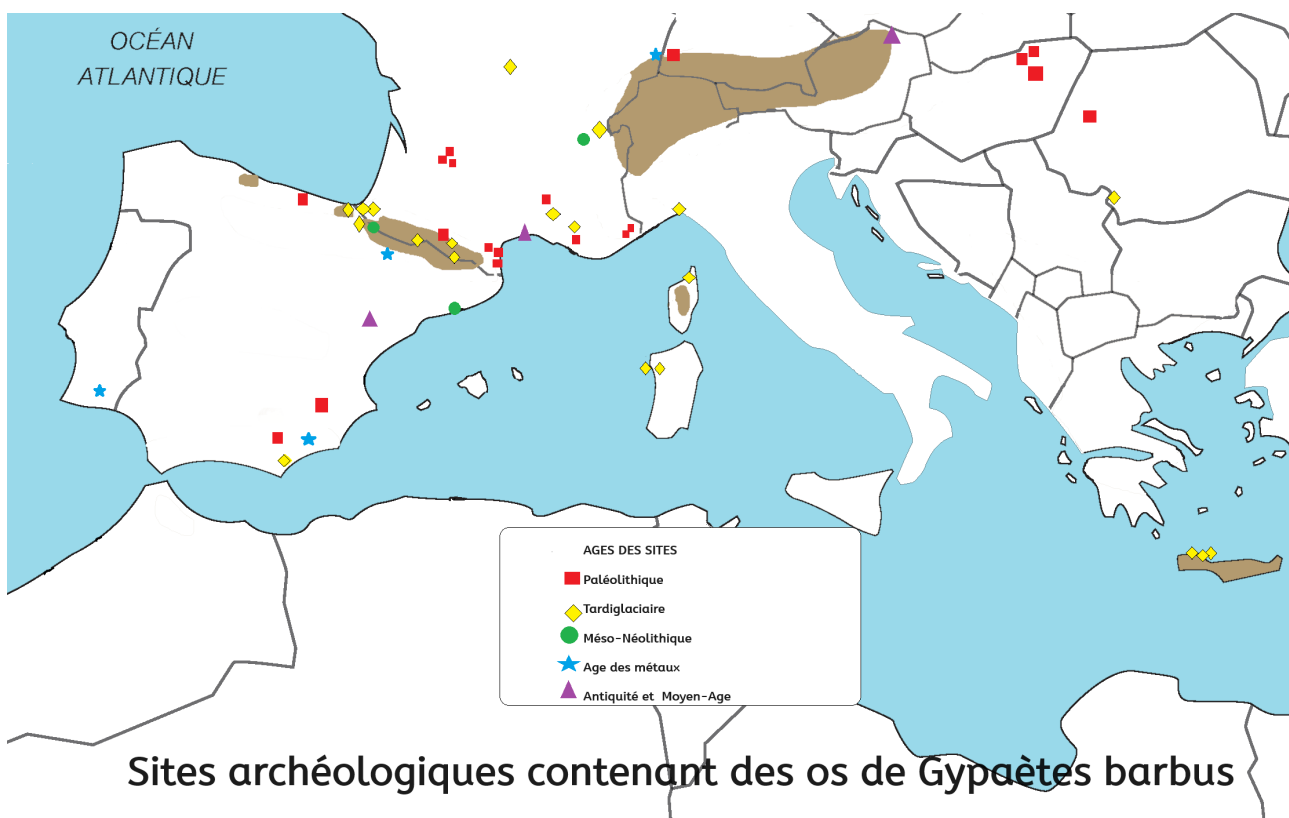 OCÉAN
ATLANTIQUE
AGES DES SITES
Paléolithique
Tardiglaciaire
Méso-Néolithique
Age des métaux
Antiquité et Moyen-Age
Sites archéologiques contenant des os de Gypaètes barbus